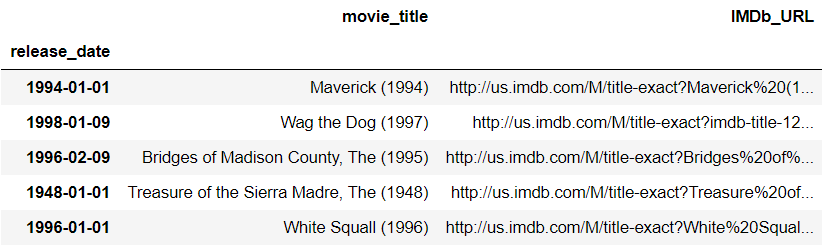 movie_title IMDb_URL
release_date
1994-01-01 Maverick (1994) http://us.imdb.com/M/title-exact?Maverick%20(1...
1998-01-09 Wag the Dog (1997) http://us.imdb.com/M/title-exact?imdb-title-12...
1996-02-09 Bridges of Madison County, The (1995) http://us.imdb.com/M/title-exact?Bridges%20of%...
1948-01-01 Treasure of the Sierra Madre, The (1948) http://us.imdb.com/M/title-exact?Treasure%20of...
1996-01-01 White Squall (1996) http://us.imdb.com/M/title-exact?White%20Squal...